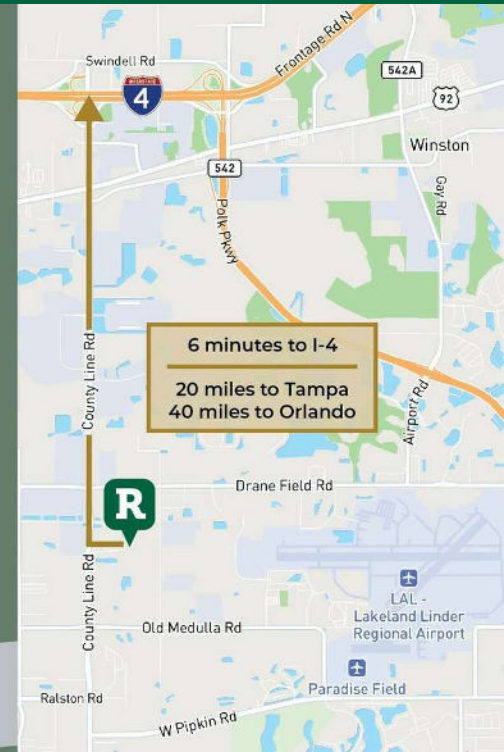 Swindell Rd
Frontage Rd N
542A
INTERSTATE
4
92
Winston
542
Gay Rd
Polk Pkwy
6 minutes to I-4
20 miles to Tampa
40 miles to Orlando
County Line Rd
Airport Rd
Drane Field Rd
R
County Line Rd
LAL -
Lakeland Linder
Regional Airport
Old Medulla Rd
Paradise Field
Ralston Rd
W Pipkin Rd